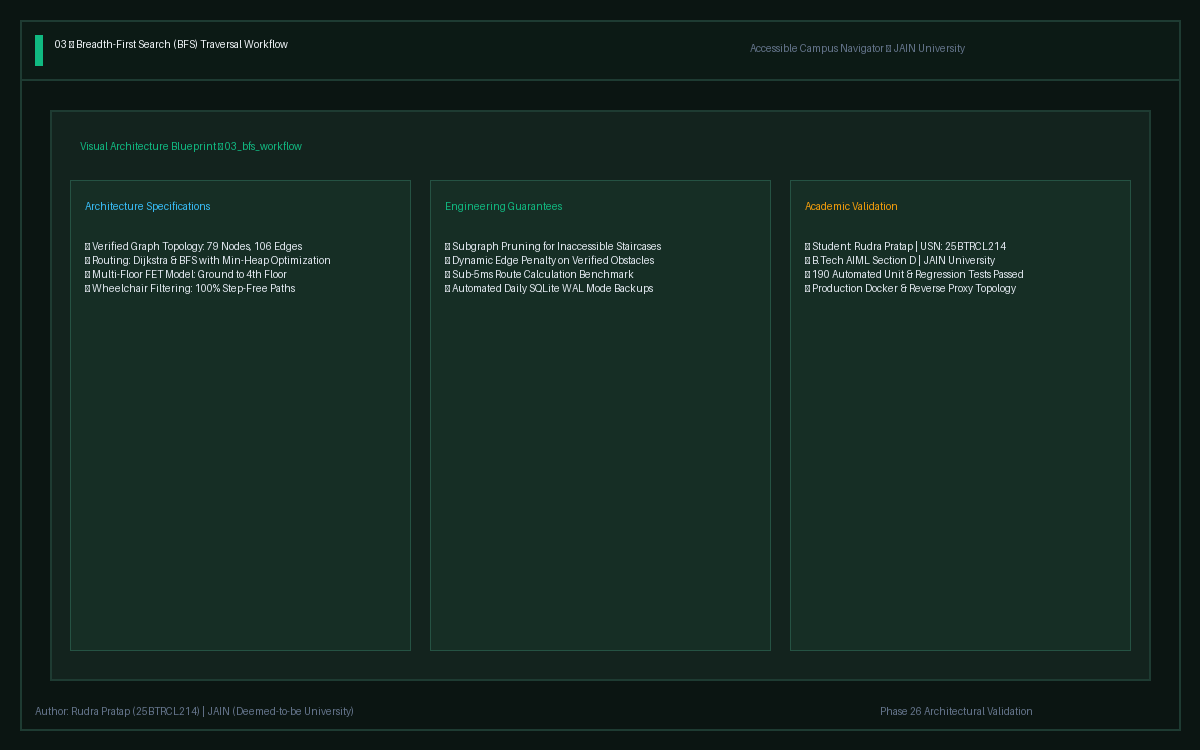 03 ▯ Breadth-First Search (BFS) Traversal Workflow
Accessible Campus Navigator ▯ JAIN University
Visual Architecture Blueprint ▯ 03_bfs_workflow
Architecture Specifications
▯ Verified Graph Topology: 79 Nodes, 106 Edges
▯ Routing: Dijkstra & BFS with Min-Heap Optimization
▯ Multi-Floor FET Model: Ground to 4th Floor
▯ Wheelchair Filtering: 100% Step-Free Paths
Engineering Guarantees
▯ Subgraph Pruning for Inaccessible Staircases
▯ Dynamic Edge Penalty on Verified Obstacles
▯ Sub-5ms Route Calculation Benchmark
▯ Automated Daily SQLite WAL Mode Backups
Academic Validation
▯ Student: Rudra Pratap | USN: 25BTRCL214
▯ B.Tech AIML Section D | JAIN University
▯ 190 Automated Unit & Regression Tests Passed
▯ Production Docker & Reverse Proxy Topology
Author: Rudra Pratap (25BTRCL214) | JAIN (Deemed-to-be University)
Phase 26 Architectural Validation